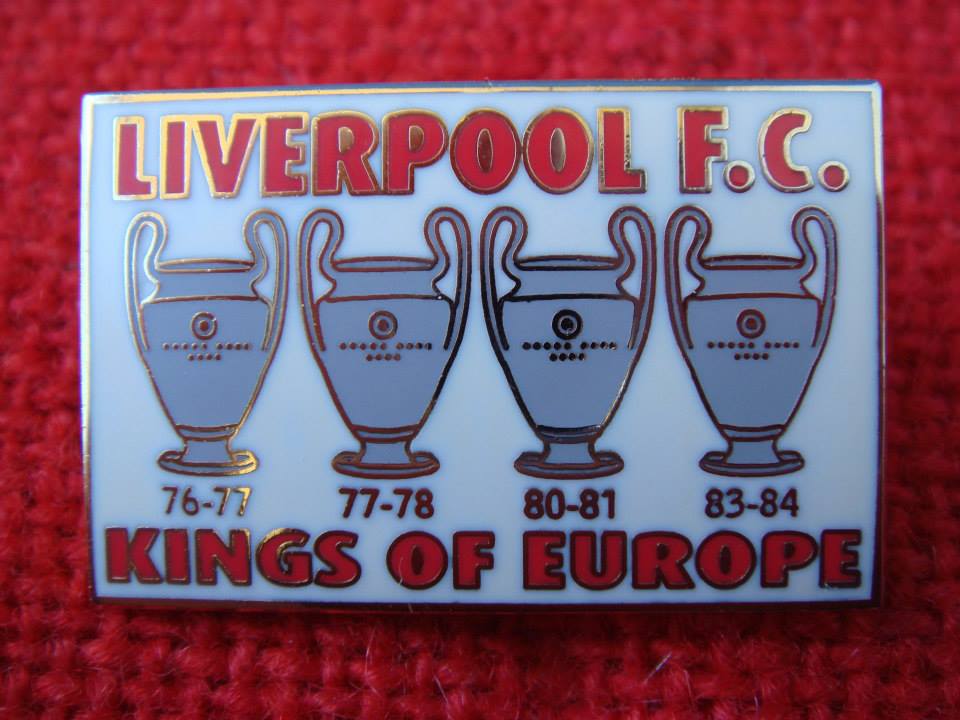 LIVERPOOL F.C.
76-77 77-78 80-81 83-84
KINGS OF EUROPE